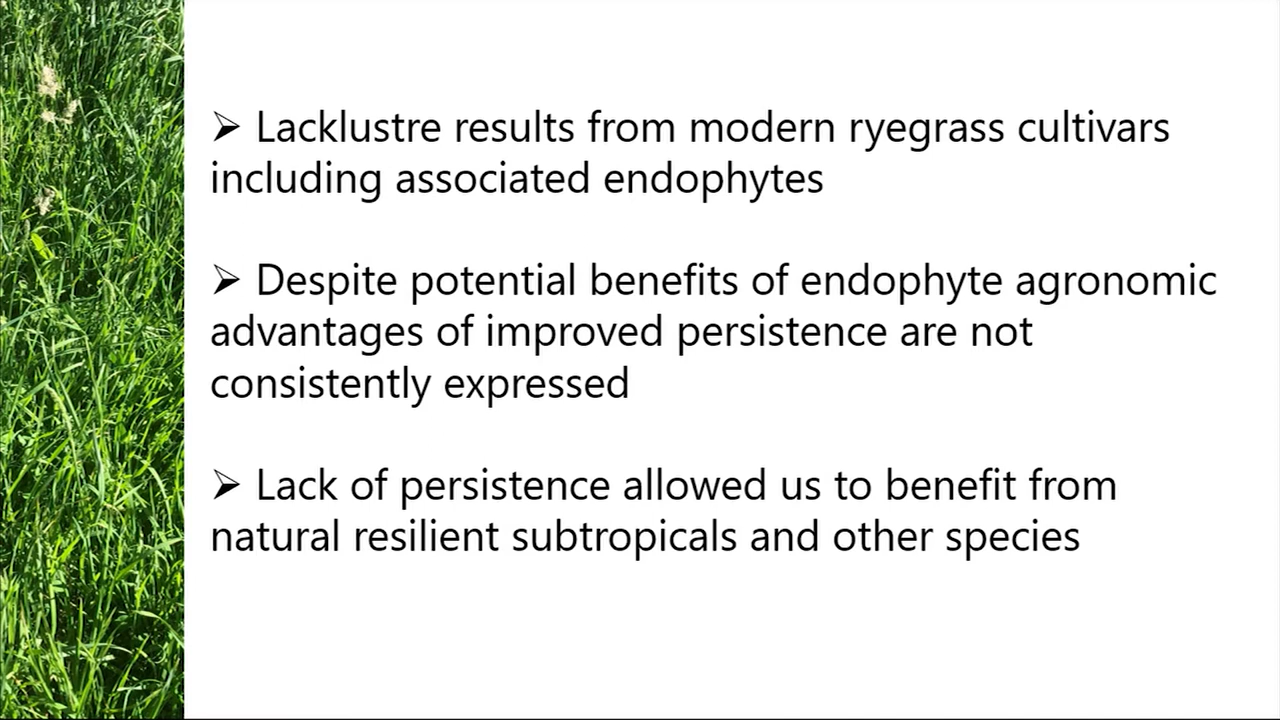 ➢ Lacklustre results from modern ryegrass cultivars
including associated endophytes
➢ Despite potential benefits of endophyte agronomic
advantages of improved persistence are not
consistently expressed
➢ Lack of persistence allowed us to benefit from
natural resilient subtropicals and other species